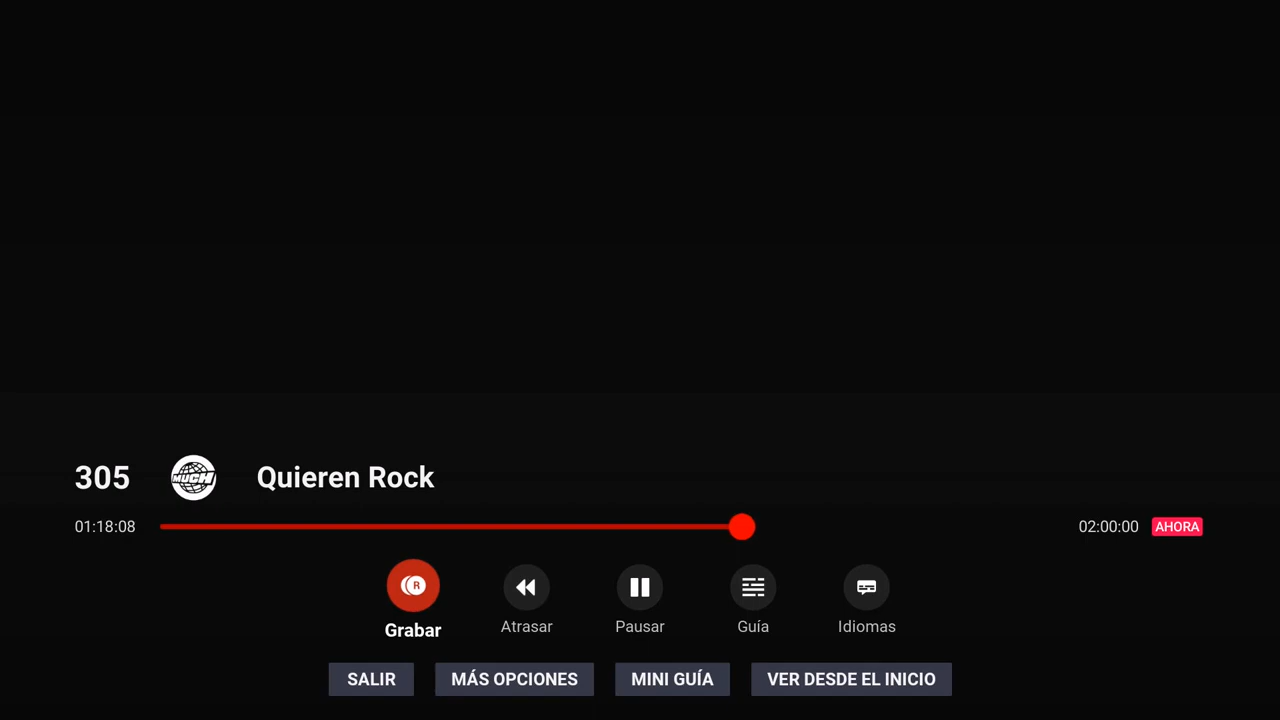 305 MUCH Quieren Rock
01:18:08 02:00:00 AHORA
R
Grabar Atrasar Pausar Guía Idiomas
SALIR MÁS OPCIONES MINI GUÍA VER DESDE EL INICIO